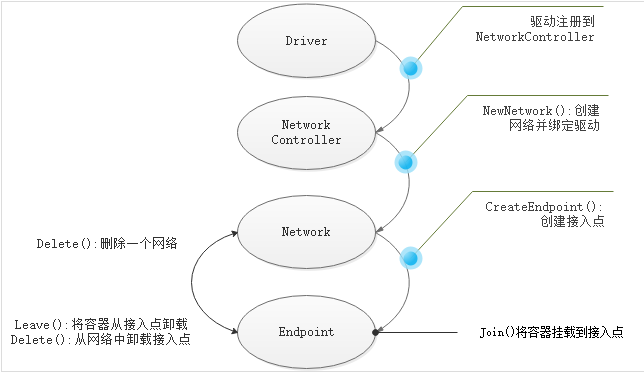 Driver
驱动注册到
NetworkController
Network
Controller
NewNetwork():创建
网络并绑定驱动
Network
CreateEndpoint():
创建接入点
Delete():删除一个网络
Leave():将容器从接入点卸载
Delete():从网络中卸载接入点
Endpoint
Join()将容器挂载到接入点